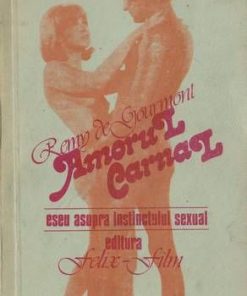 Remy de Gourmont
Amorul
Carnal
eseu asupra instinctului sexual
editura
Felix-Film